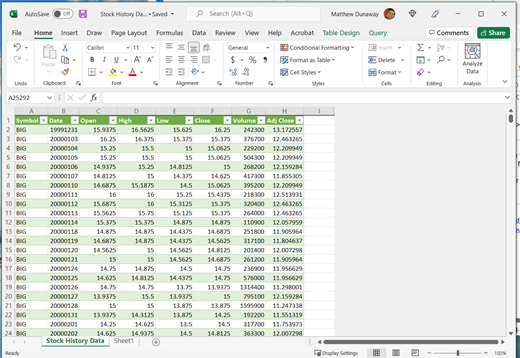 AutoSave Off Stock History Da... • Saved Search (Alt+Q) Matthew Dunaway
File Home Insert Draw Page Layout Formulas Data Review View Help Acrobat Table Design Query Comments Share
Calibri 11 General Conditional Formatting Insert
Paste B I U Format as Table Delete Analyze Data
Cell Styles Format
Undo Clipboard Font Alignment Number Styles Cells Editing Analysis
A25292 fx
A B C D E F G H I
1 Symbol Date Open High Low Close Volume Adj Close
2 BIG 19991231 15.9375 16.5625 15.625 16.25 242300 13.172557
3 BIG 20000103 16.25 16.375 15.375 15.375 376700 12.463295
4 BIG 20000104 15.25 15.5 15 15.0625 229200 12.209949
5 BIG 20000105 15.25 15.5 15 15.0625 504300 12.209949
6 BIG 20000106 14.9375 15.25 14.8125 15 268200 12.159284
7 BIG 20000107 14.8125 15 14.375 14.625 417300 11.855305
8 BIG 20000110 14.6875 15.1875 14.5 15.0625 395200 12.209949
9 BIG 20000111 16 16 15.25 15.4375 218300 12.513931
10 BIG 20000112 15.6875 16 15.3125 15.375 320400 12.463265
11 BIG 20000113 15.5625 15.75 15.125 15.375 264000 12.463265
12 BIG 20000114 15.375 15.375 14.875 14.875 110900 12.057959
13 BIG 20000118 14.875 14.875 14.4375 14.6875 251800 11.905964
14 BIG 20000119 14.6875 14.875 14.4375 14.5625 317100 11.804637
15 BIG 20000120 14.5625 15 14.5625 14.8125 201400 12.007298
16 BIG 20000121 15 15 14.5625 14.6875 261200 11.905964
17 BIG 20000124 14.75 14.875 14.5 14.75 236900 11.956629
18 BIG 20000125 14.625 14.8125 14.4375 14.75 576000 11.956629
19 BIG 20000126 14.75 14.75 13.75 13.9375 1314400 11.298001
20 BIG 20000127 13.9375 15.5 13.9375 15 795100 12.159284
21 BIG 20000128 15 15 13.875 13.875 1595900 11.247338
22 BIG 20000131 13.9375 14.3125 13.875 14.25 192200 11.551319
23 BIG 20000201 14.25 14.625 13.5 14.5 317700 11.753973
24 BIG 20000202 14.625 14.9375 14.5 14.8125 363300 12.007298
Stock History Data Sheet1
Display Settings 100%